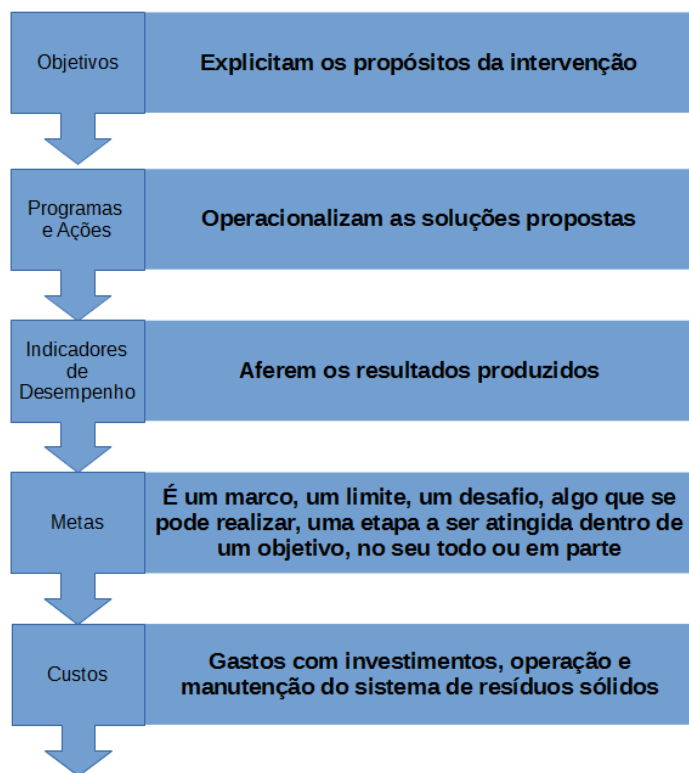 Objetivos
Explicitam os propósitos da intervenção
Programas
e Ações
Operacionalizam as soluções propostas
Indicadores
de
Desempenho
Aferem os resultados produzidos
Metas
É um marco, um limite, um desafio, algo que se
pode realizar, uma etapa a ser atingida dentro de
um objetivo, no seu todo ou em parte
Custos
Gastos com investimentos, operação e
manutenção do sistema de resíduos sólidos